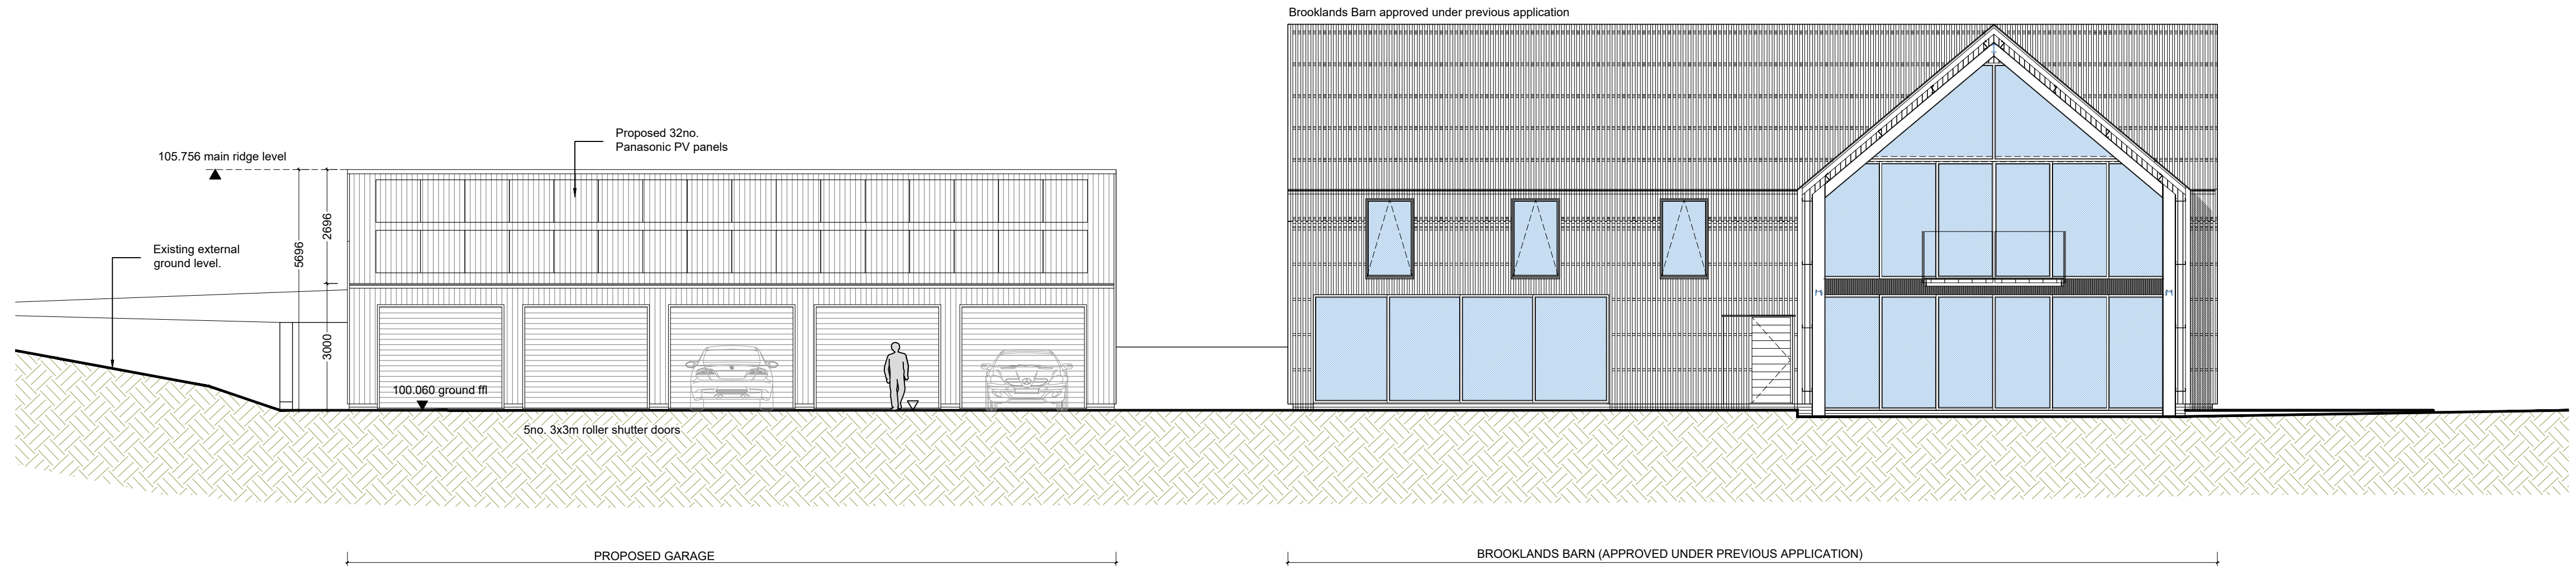 Brooklands Barn approved under previous application
Proposed 32no.
Panasonic PV panels
105.756 main ridge level
2696
5696
Existing external
ground level.
3000
100.060 ground ffl
5no. 3x3m roller shutter doors
PROPOSED GARAGE
BROOKLANDS BARN (APPROVED UNDER PREVIOUS APPLICATION)